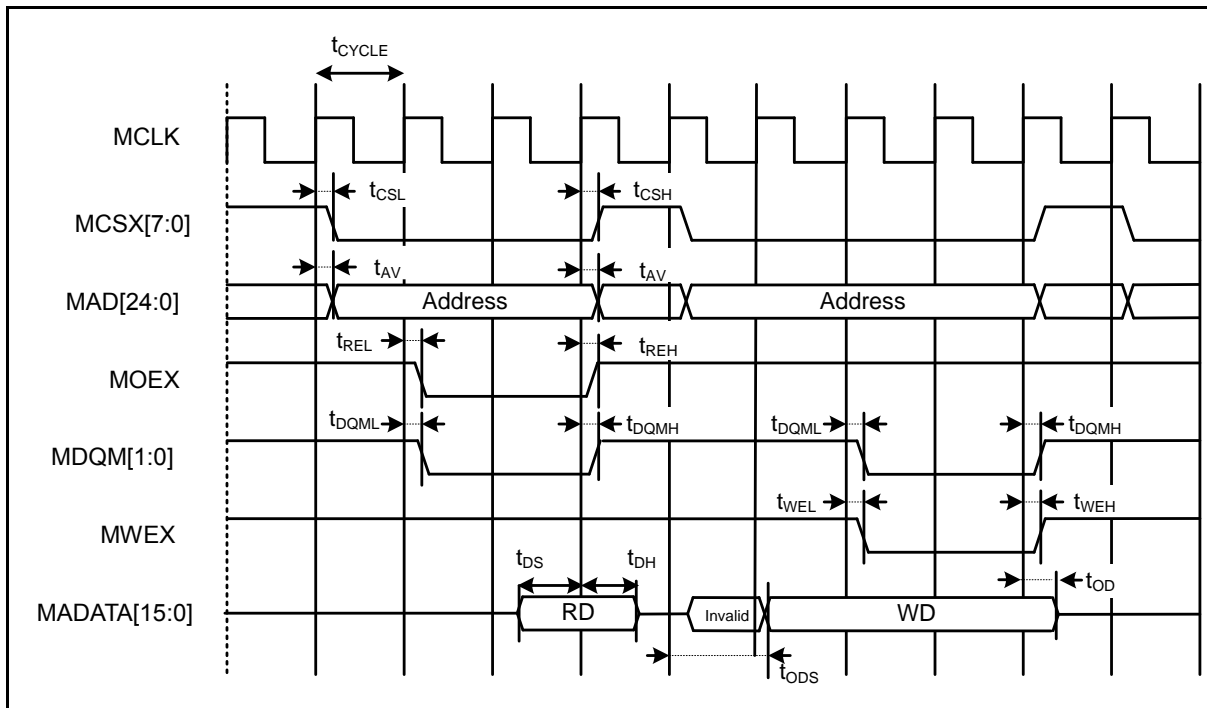 tCYCLE
MCLK
tCSL tCSH
MCSX[7:0]
tAV tAV
MAD[24:0] Address Address
tREL tREH
MOEX
tDQML tDQMH tDQML tDQMH
MDQM[1:0]
tWEL tWEH
MWEX
tDS tDH
MADATA[15:0] RD Invalid WD tOD
tODS